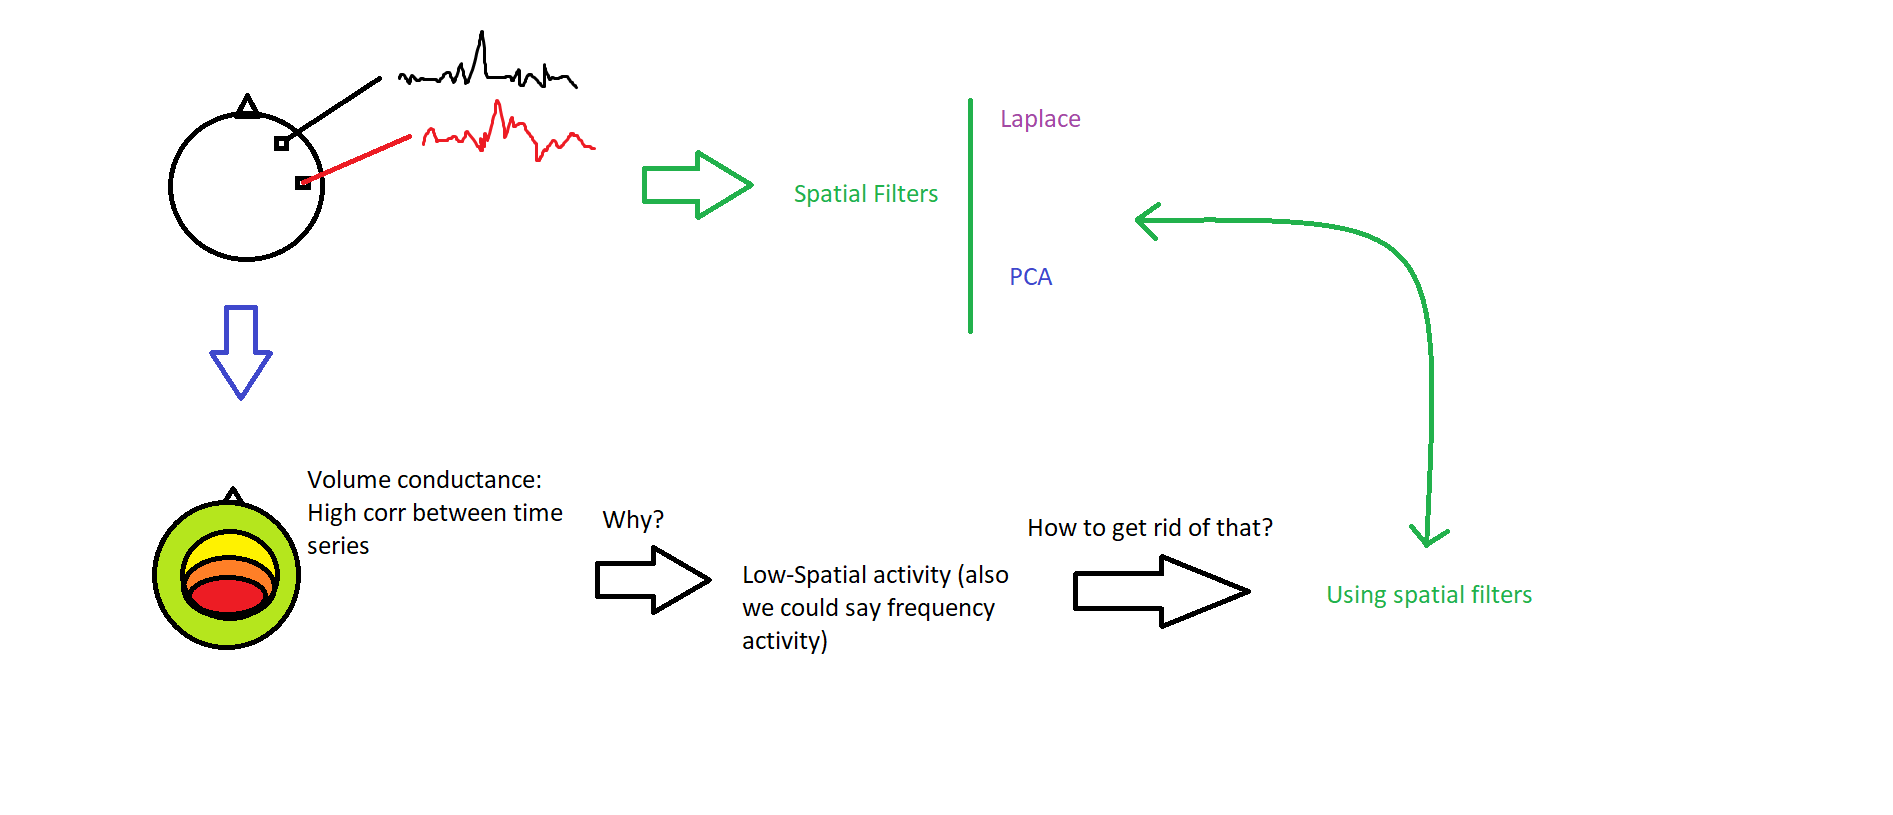 Laplace
Spatial Filters
PCA
Volume conductance:
High corr between time
series
Why?
Low-Spatial activity (also
we could say frequency
activity)
How to get rid of that?
Using spatial filters